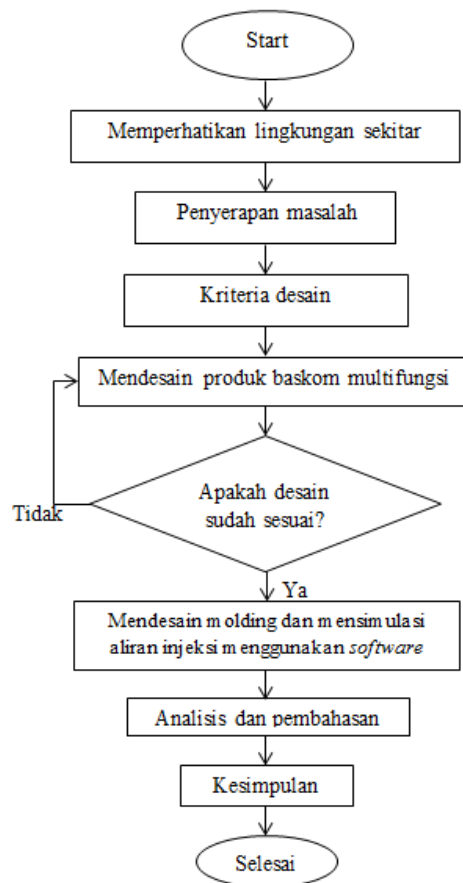 Start
Memperhatikan lingkungan sekitar
Penyerapan masalah
Kriteria desain
Mendesain produk baskom multifungsi
Apakah desain
sudah sesuai?
Tidak
Ya
Mendesain molding dan mensimulasi
aliran injeksi menggunakan software
Analisis dan pembahasan
Kesimpulan
Selesai